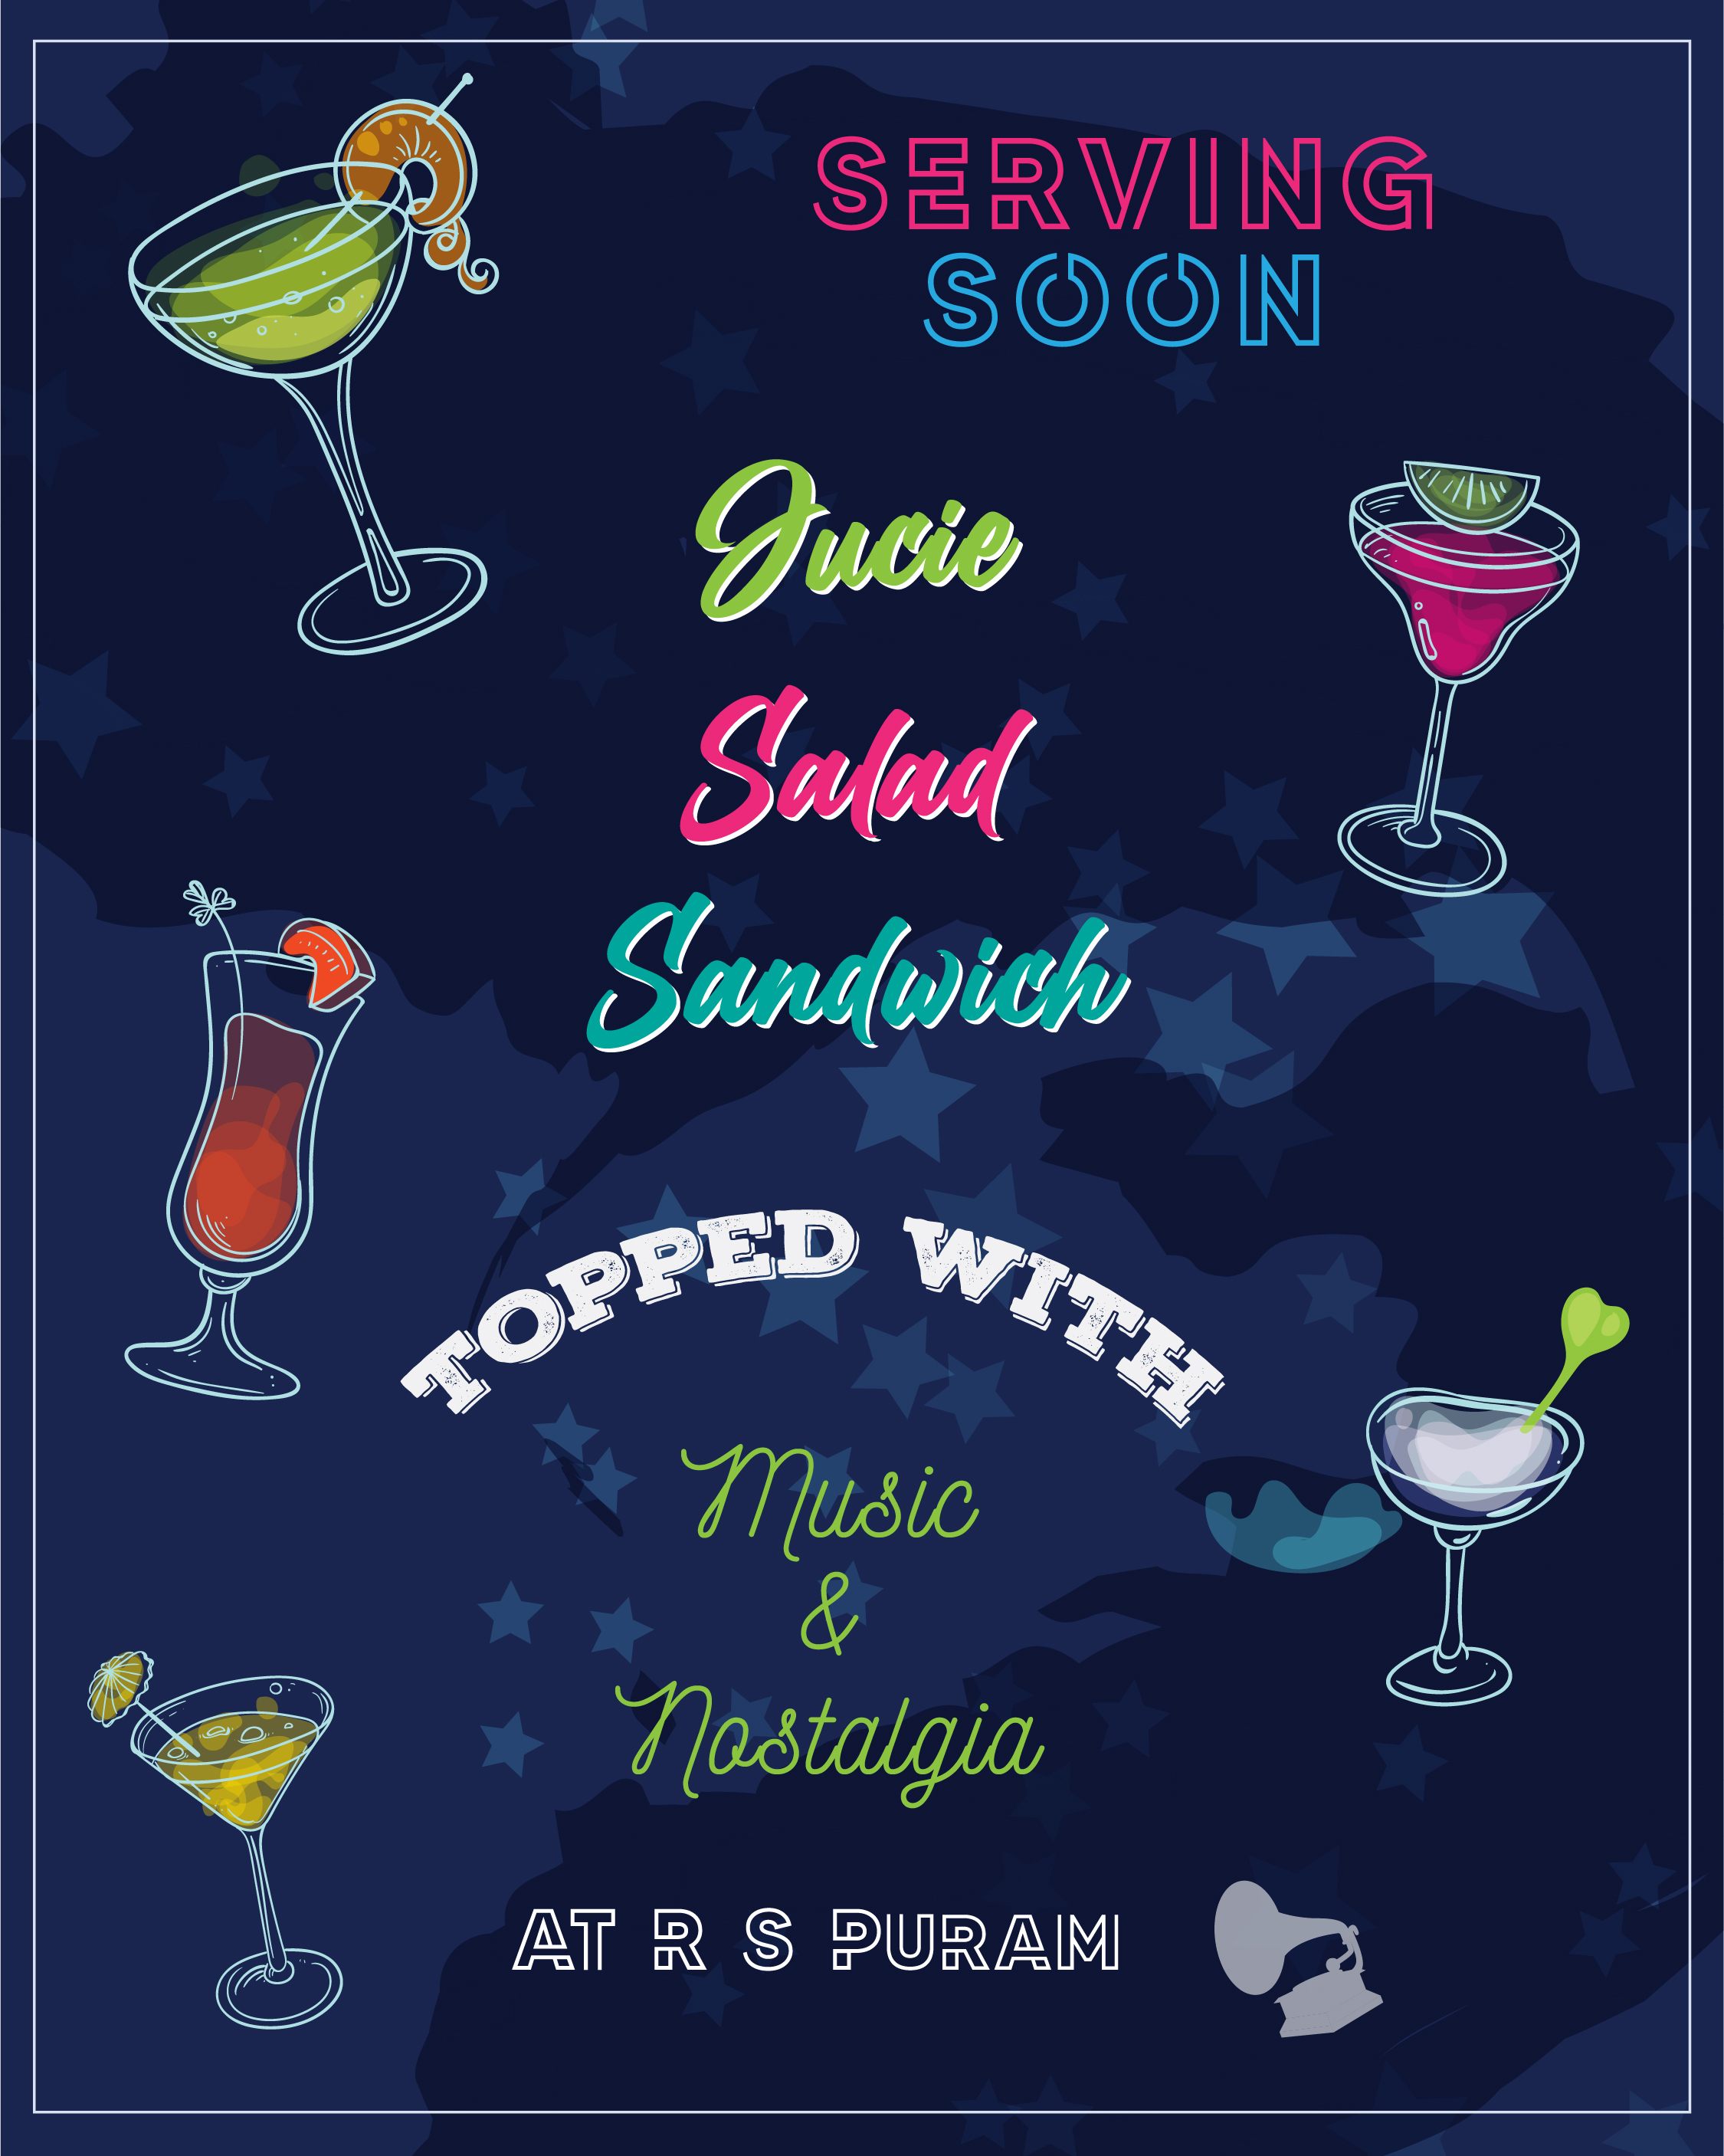 SERVING
SOON
Jucie
Salad
Sandwich
TOPPED WITH
Music
&
Nostalgia
AT R S PURAM